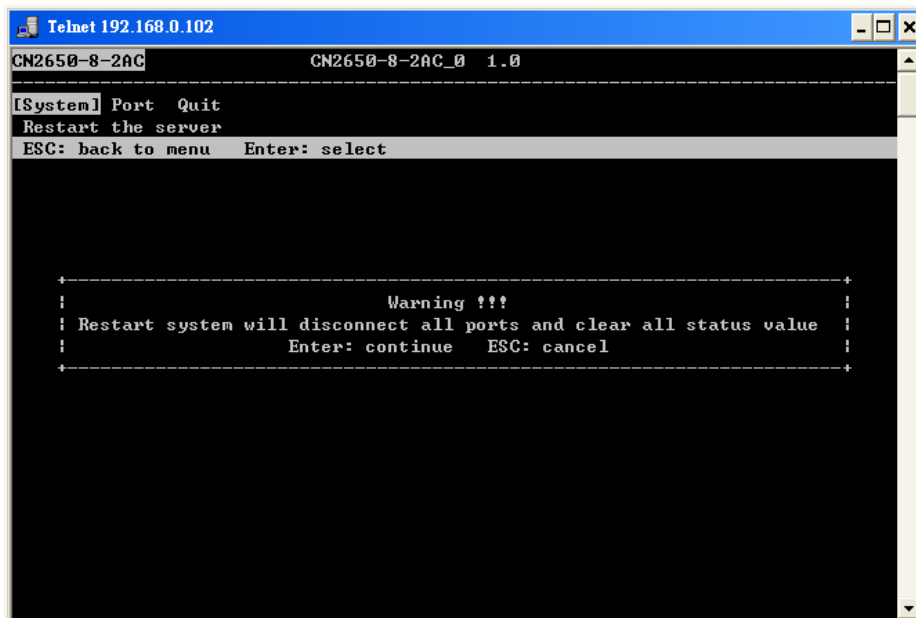 Telnet 192.168.0.102
CN2650-8-2AC CN2650-8-2AC_0 1.0
[System] Port Quit
Restart the server
ESC: back to menu Enter: select
Warning !!!
Restart system will disconnect all ports and clear all status value
Enter: continue ESC: cancel